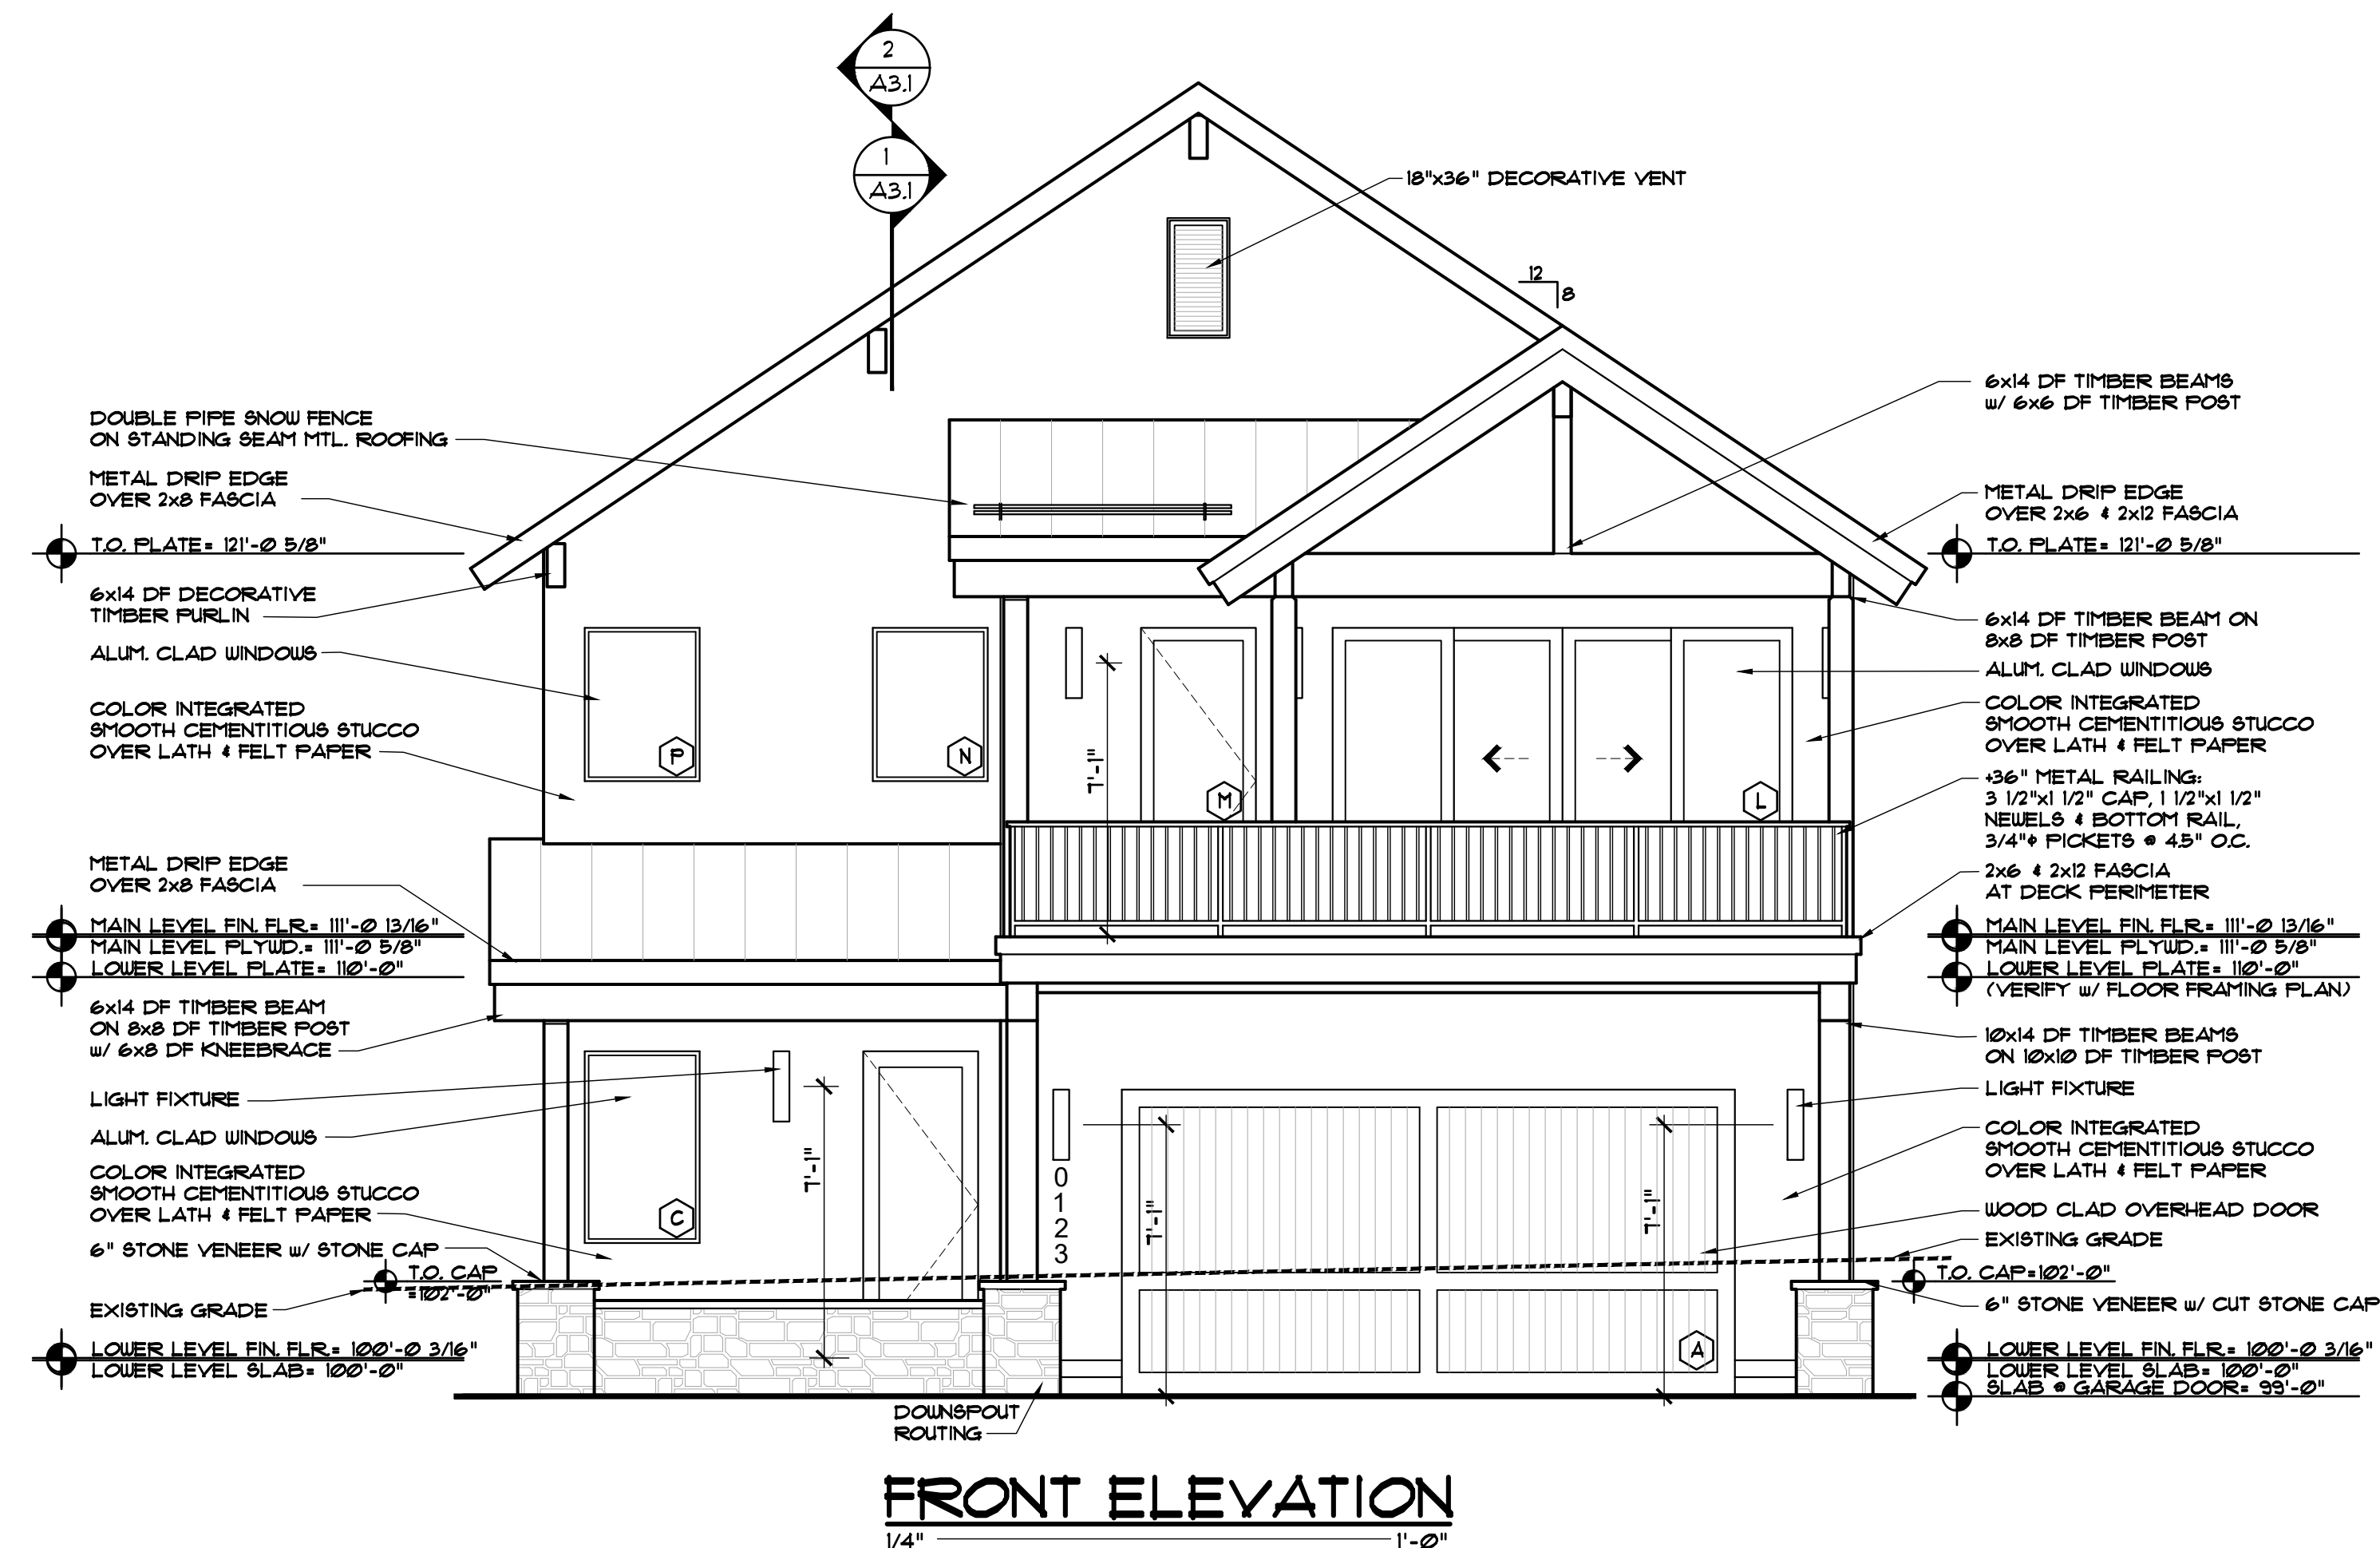 2
A3.1
1
A3.1
18"x36" DECORATIVE VENT
12
8
DOUBLE PIPE SNOW FENCE
ON STANDING SEAM MTL. ROOFING
METAL DRIP EDGE
OVER 2x8 FASCIA
T.O. PLATE= 121'-0 5/8"
6x14 DF DECORATIVE
TIMBER PURLIN
ALUM. CLAD WINDOWS
COLOR INTEGRATED
SMOOTH CEMENTITIOUS STUCCO
OVER LATH & FELT PAPER
METAL DRIP EDGE
OVER 2x8 FASCIA
MAIN LEVEL FIN. FLR.= 111'-0 13/16"
MAIN LEVEL PLYWD.= 111'-0 5/8"
LOWER LEVEL PLATE= 110'-0"
6x14 DF TIMBER BEAM
ON 8x8 DF TIMBER POST
w/ 6x8 DF KNEEBRACE
LIGHT FIXTURE
ALUM. CLAD WINDOWS
COLOR INTEGRATED
SMOOTH CEMENTITIOUS STUCCO
OVER LATH & FELT PAPER
6" STONE VENEER w/ STONE CAP
T.O. CAP
=102'-0"
EXISTING GRADE
LOWER LEVEL FIN. FLR.= 100'-0 3/16"
LOWER LEVEL SLAB= 100'-0"
P
N
M
L
7'-1"
C
7'-1"
0
1
2
3
7'-1"
7'-1"
A
DOWNSPOUT
ROUTING
6x14 DF TIMBER BEAMS
w/ 6x6 DF TIMBER POST
METAL DRIP EDGE
OVER 2x6 & 2x12 FASCIA
T.O. PLATE= 121'-0 5/8"
6x14 DF TIMBER BEAM ON
8x8 DF TIMBER POST
ALUM. CLAD WINDOWS
COLOR INTEGRATED
SMOOTH CEMENTITIOUS STUCCO
OVER LATH & FELT PAPER
+36" METAL RAILING:
3 1/2"x1 1/2" CAP, 1 1/2"x1 1/2"
NEWELS & BOTTOM RAIL,
3/4"ϕ PICKETS @ 4.5" O.C.
2x6 & 2x12 FASCIA
AT DECK PERIMETER
MAIN LEVEL FIN. FLR.= 111'-0 13/16"
MAIN LEVEL PLYWD.= 111'-0 5/8"
LOWER LEVEL PLATE= 110'-0"
(VERIFY w/ FLOOR FRAMING PLAN)
10x14 DF TIMBER BEAMS
ON 10x10 DF TIMBER POST
LIGHT FIXTURE
COLOR INTEGRATED
SMOOTH CEMENTITIOUS STUCCO
OVER LATH & FELT PAPER
WOOD CLAD OVERHEAD DOOR
EXISTING GRADE
T.O. CAP=102'-0"
6" STONE VENEER w/ CUT STONE CAP
LOWER LEVEL FIN. FLR.= 100'-0 3/16"
LOWER LEVEL SLAB= 100'-0"
SLAB @ GARAGE DOOR= 99'-0"
FRONT ELEVATION
1/4" 1'-0"